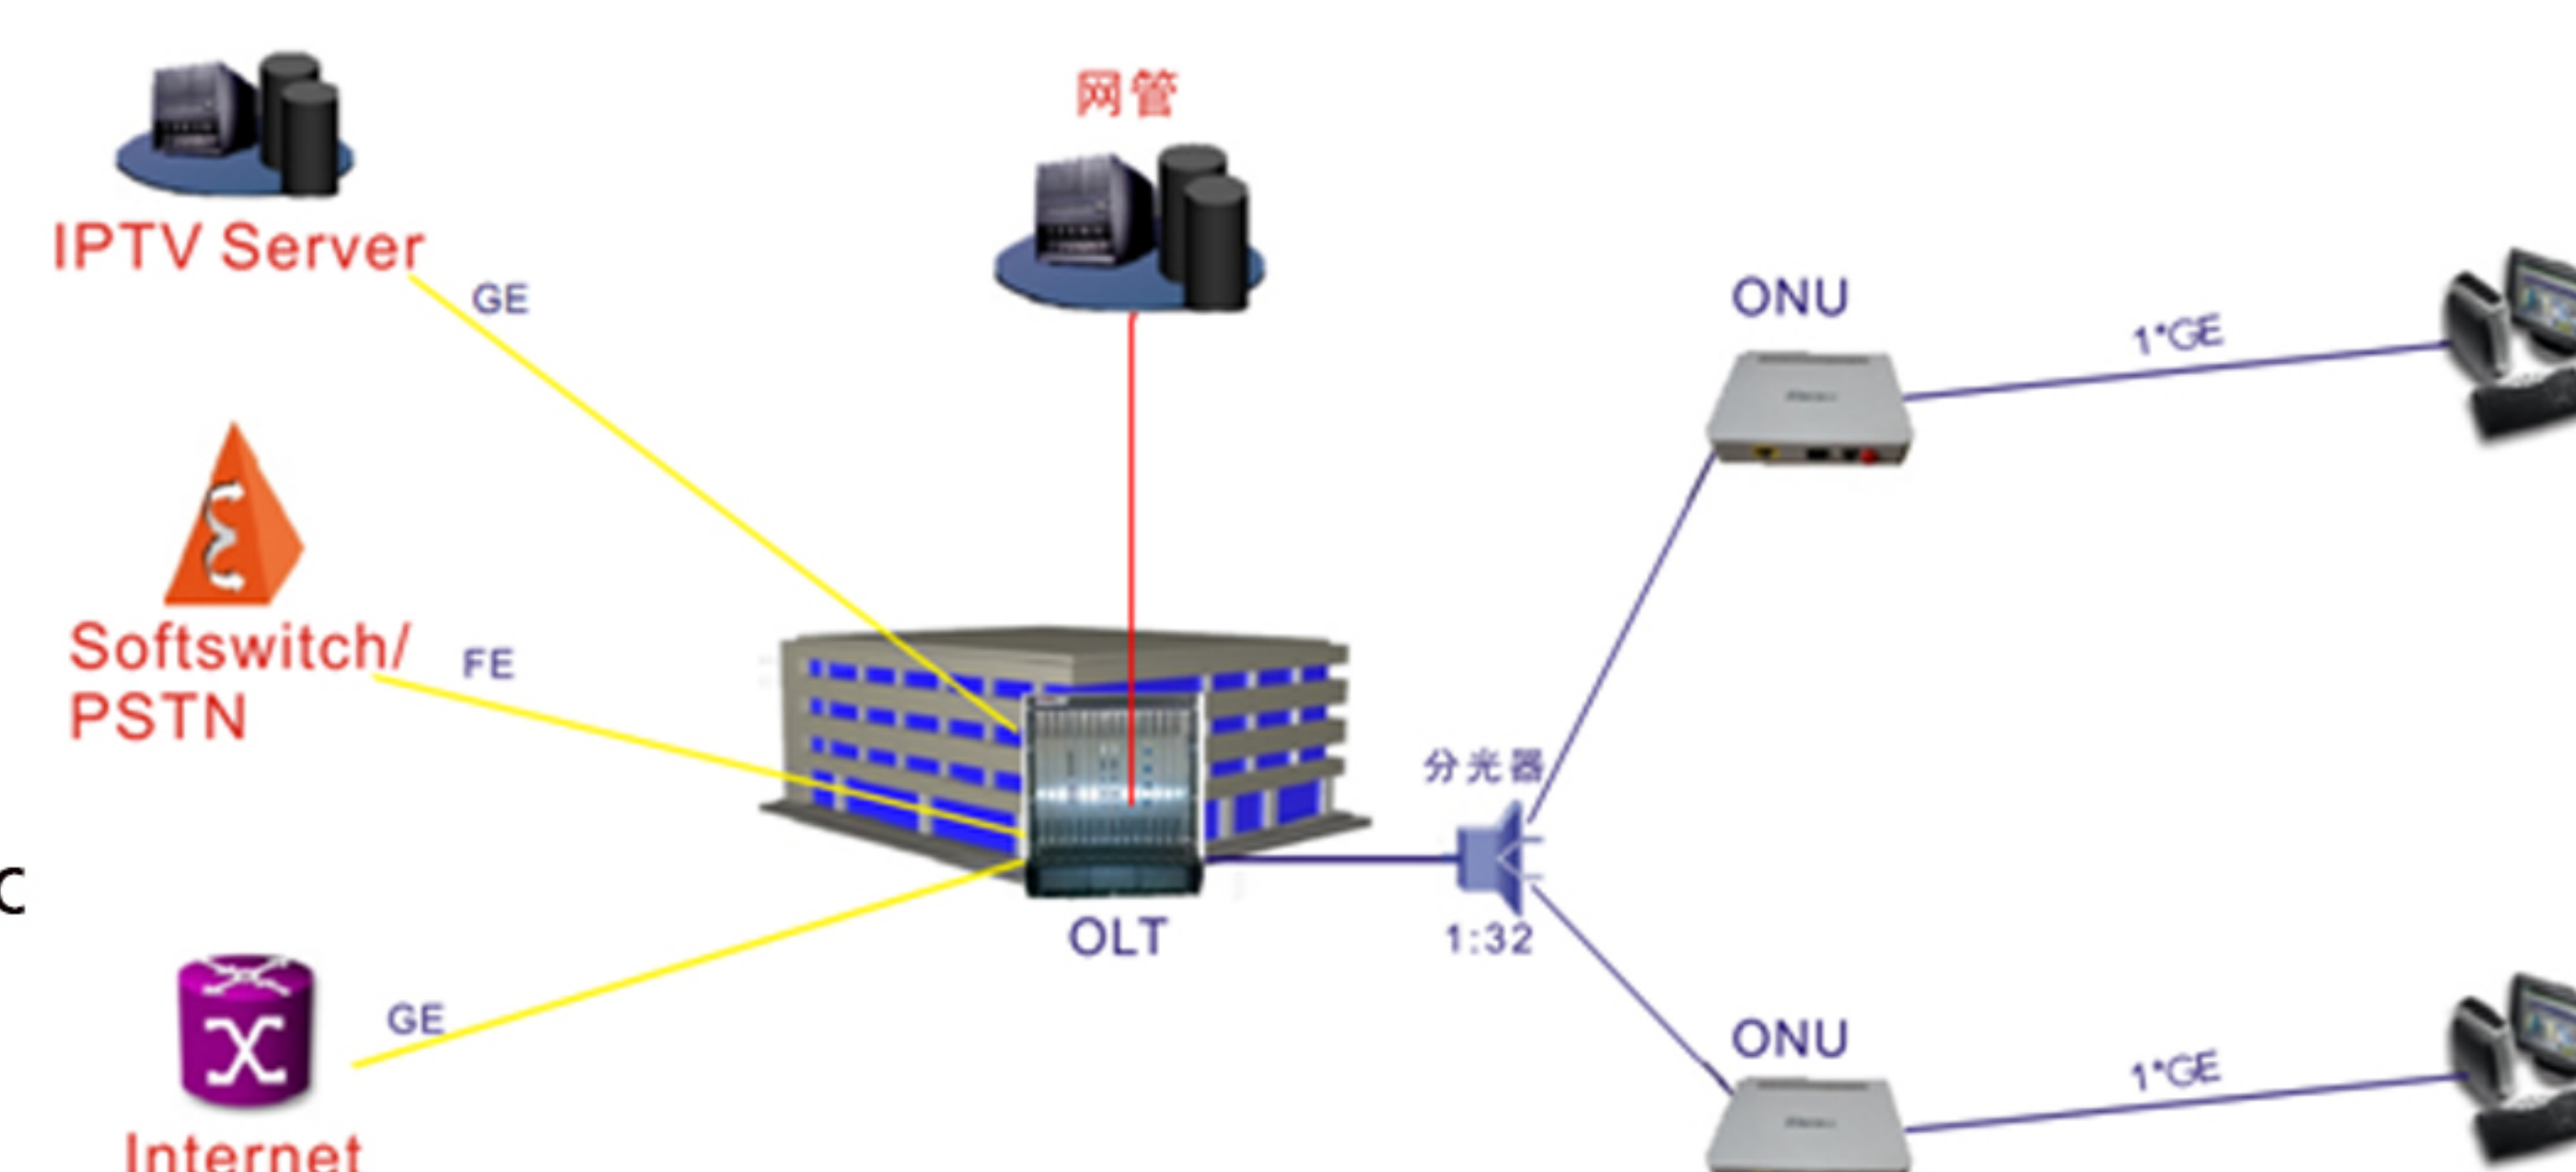 网管
IPTV Server
GE
ONU
1*GE
Softswitch/
PSTN
FE
分光器
1:32
OLT
C
GE
Internet
ONU
1*GE